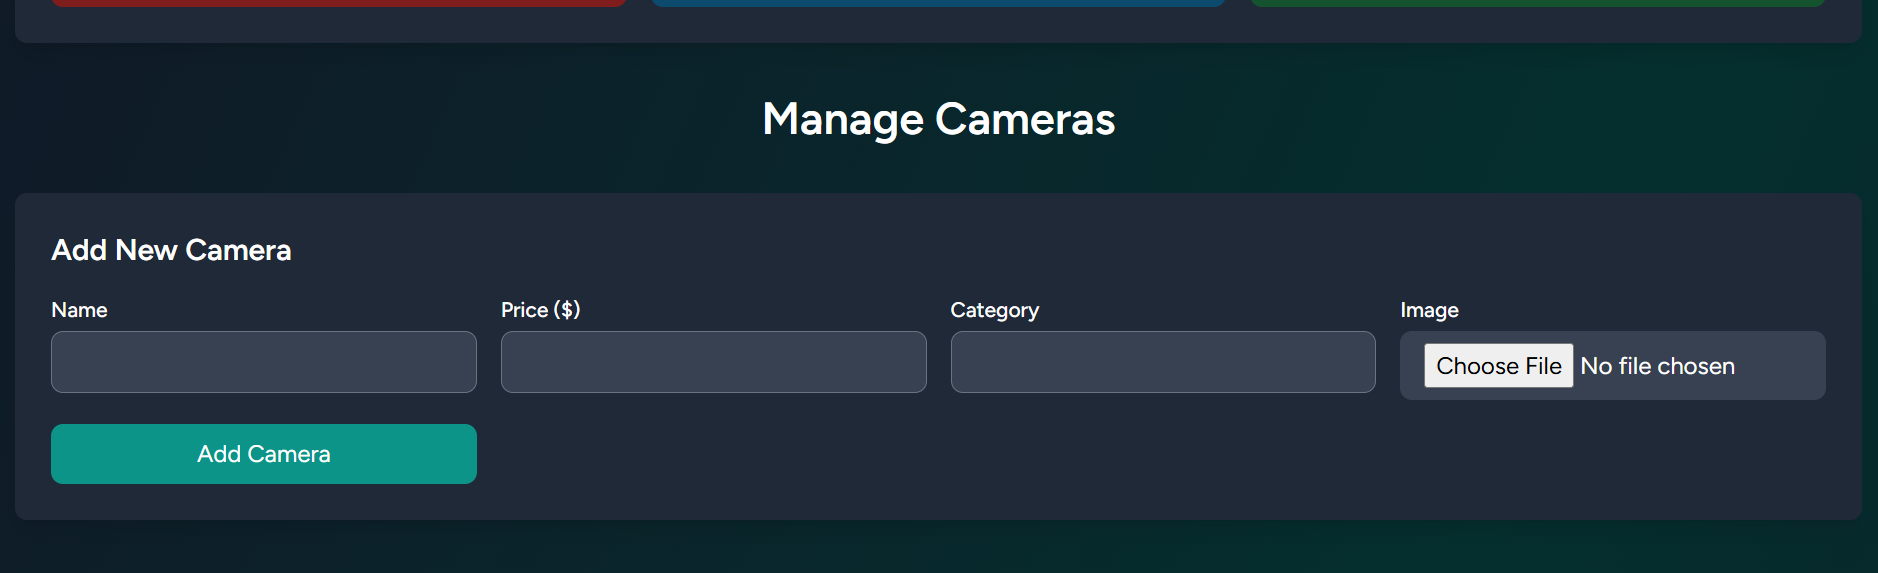 Manage Cameras
Add New Camera
Name Price ($) Category Image
Choose File No file chosen
Add Camera